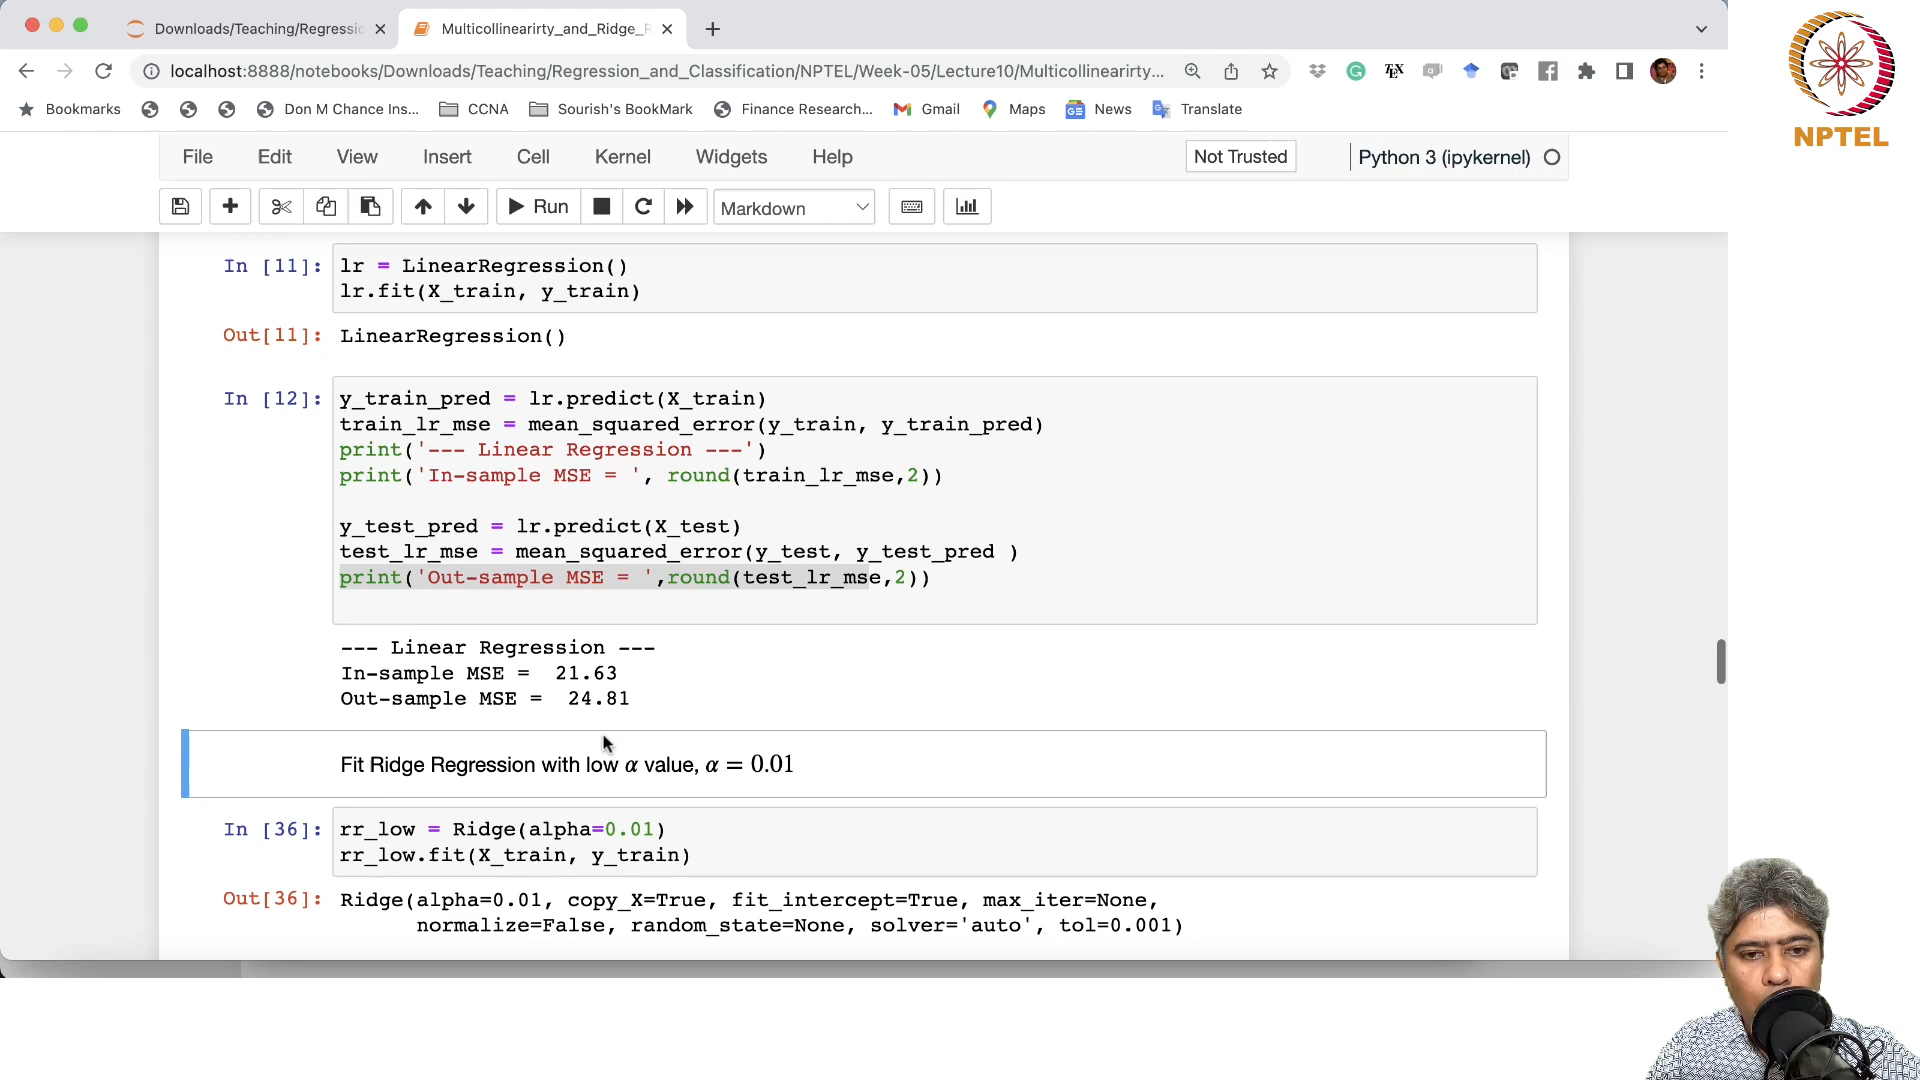 Downloads/Teaching/Regressic
Multicollinearirty_and_Ridge_R
localhost:8888/notebooks/Downloads/Teaching/Regression_and_Classification/NPTEL/Week-05/Lecture10/Multicollinearirty...
Bookmarks
Don M Chance Ins...
CCNA
Sourish's BookMark
Finance Research...
Gmail
Maps
News
Translate
NPTEL
File
Edit
View
Insert
Cell
Kernel
Widgets
Help
Not Trusted
Python 3 (ipykernel)
Run
Markdown
In [11]: lr = LinearRegression()
lr.fit(X_train, y_train)
Out[11]: LinearRegression()
In [12]: y_train_pred = lr.predict(X_train)
train_lr_mse = mean_squared_error(y_train, y_train_pred)
print('--- Linear Regression ---')
print('In-sample MSE = ', round(train_lr_mse,2))
y_test_pred = lr.predict(X_test)
test_lr_mse = mean_squared_error(y_test, y_test_pred )
print('Out-sample MSE = ',round(test_lr_mse,2))
--- Linear Regression ---
In-sample MSE =  21.63
Out-sample MSE =  24.81
Fit Ridge Regression with low α value, α = 0.01
In [36]: rr_low = Ridge(alpha=0.01)
rr_low.fit(X_train, y_train)
Out[36]: Ridge(alpha=0.01, copy_X=True, fit_intercept=True, max_iter=None,
normalize=False, random_state=None, solver='auto', tol=0.001)